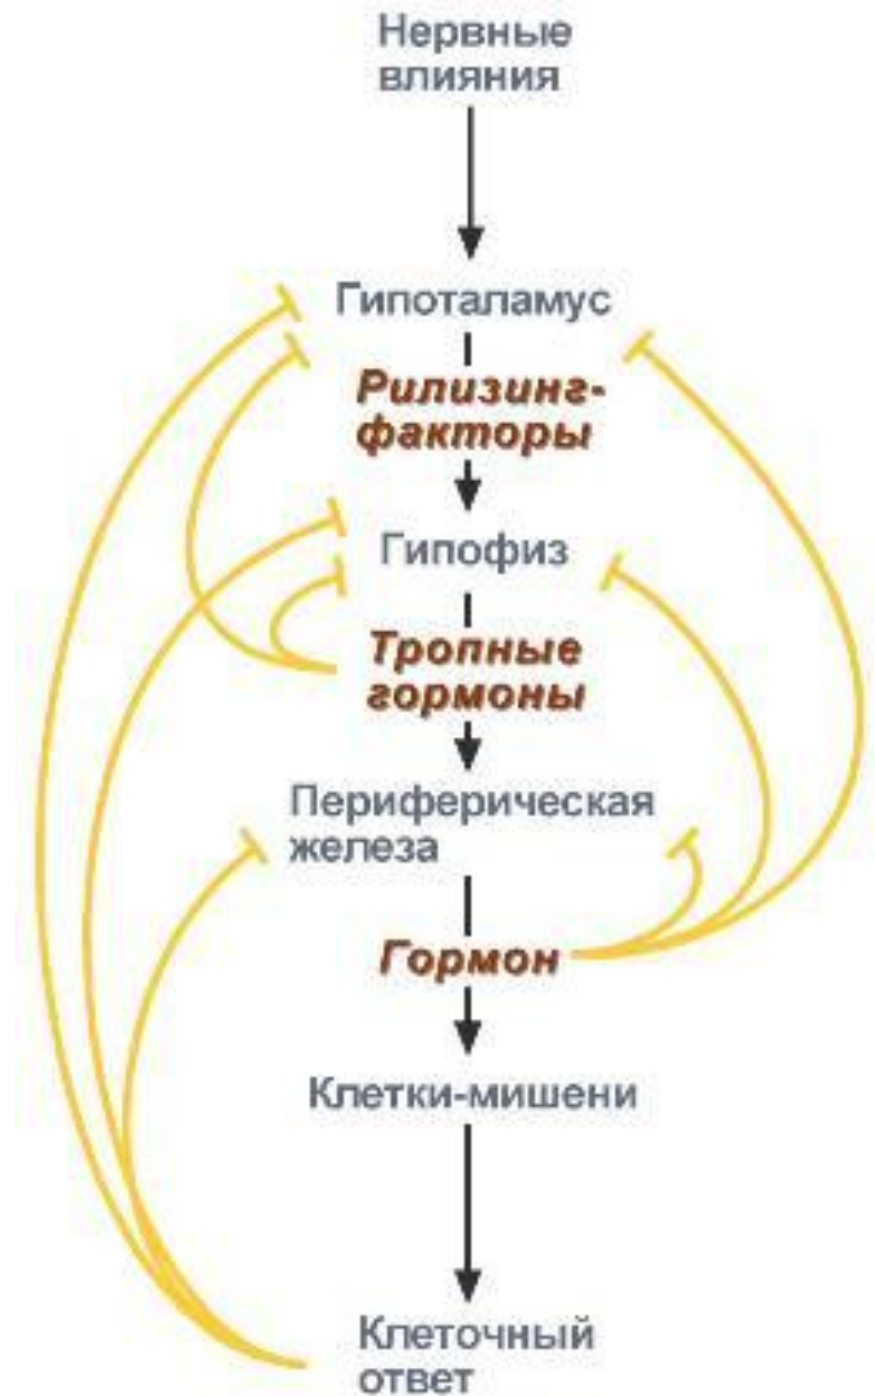 Нервные
влияния
Гипоталамус
Рилизинг-
факторы
Гипофиз
Тропные
гормоны
Периферическая
железа
Гормон
Клетки-мишени
Клеточный
ответ